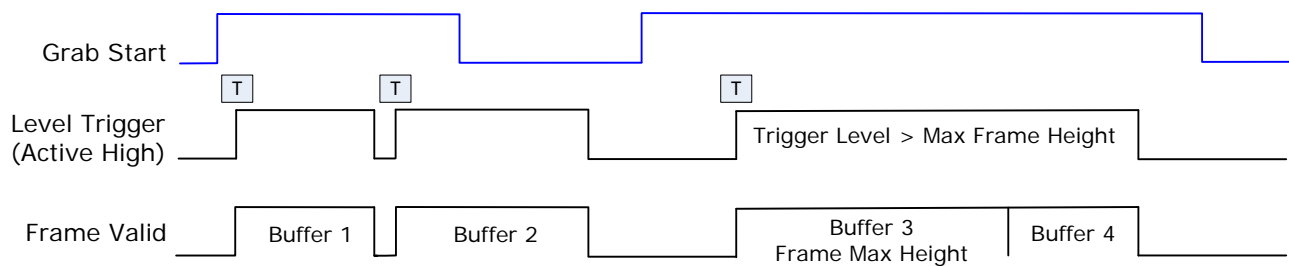 Grab Start
T T T
Level Trigger
(Active High)
Trigger Level > Max Frame Height
Frame Valid
Buffer 1
Buffer 2
Buffer 3
Frame Max Height
Buffer 4